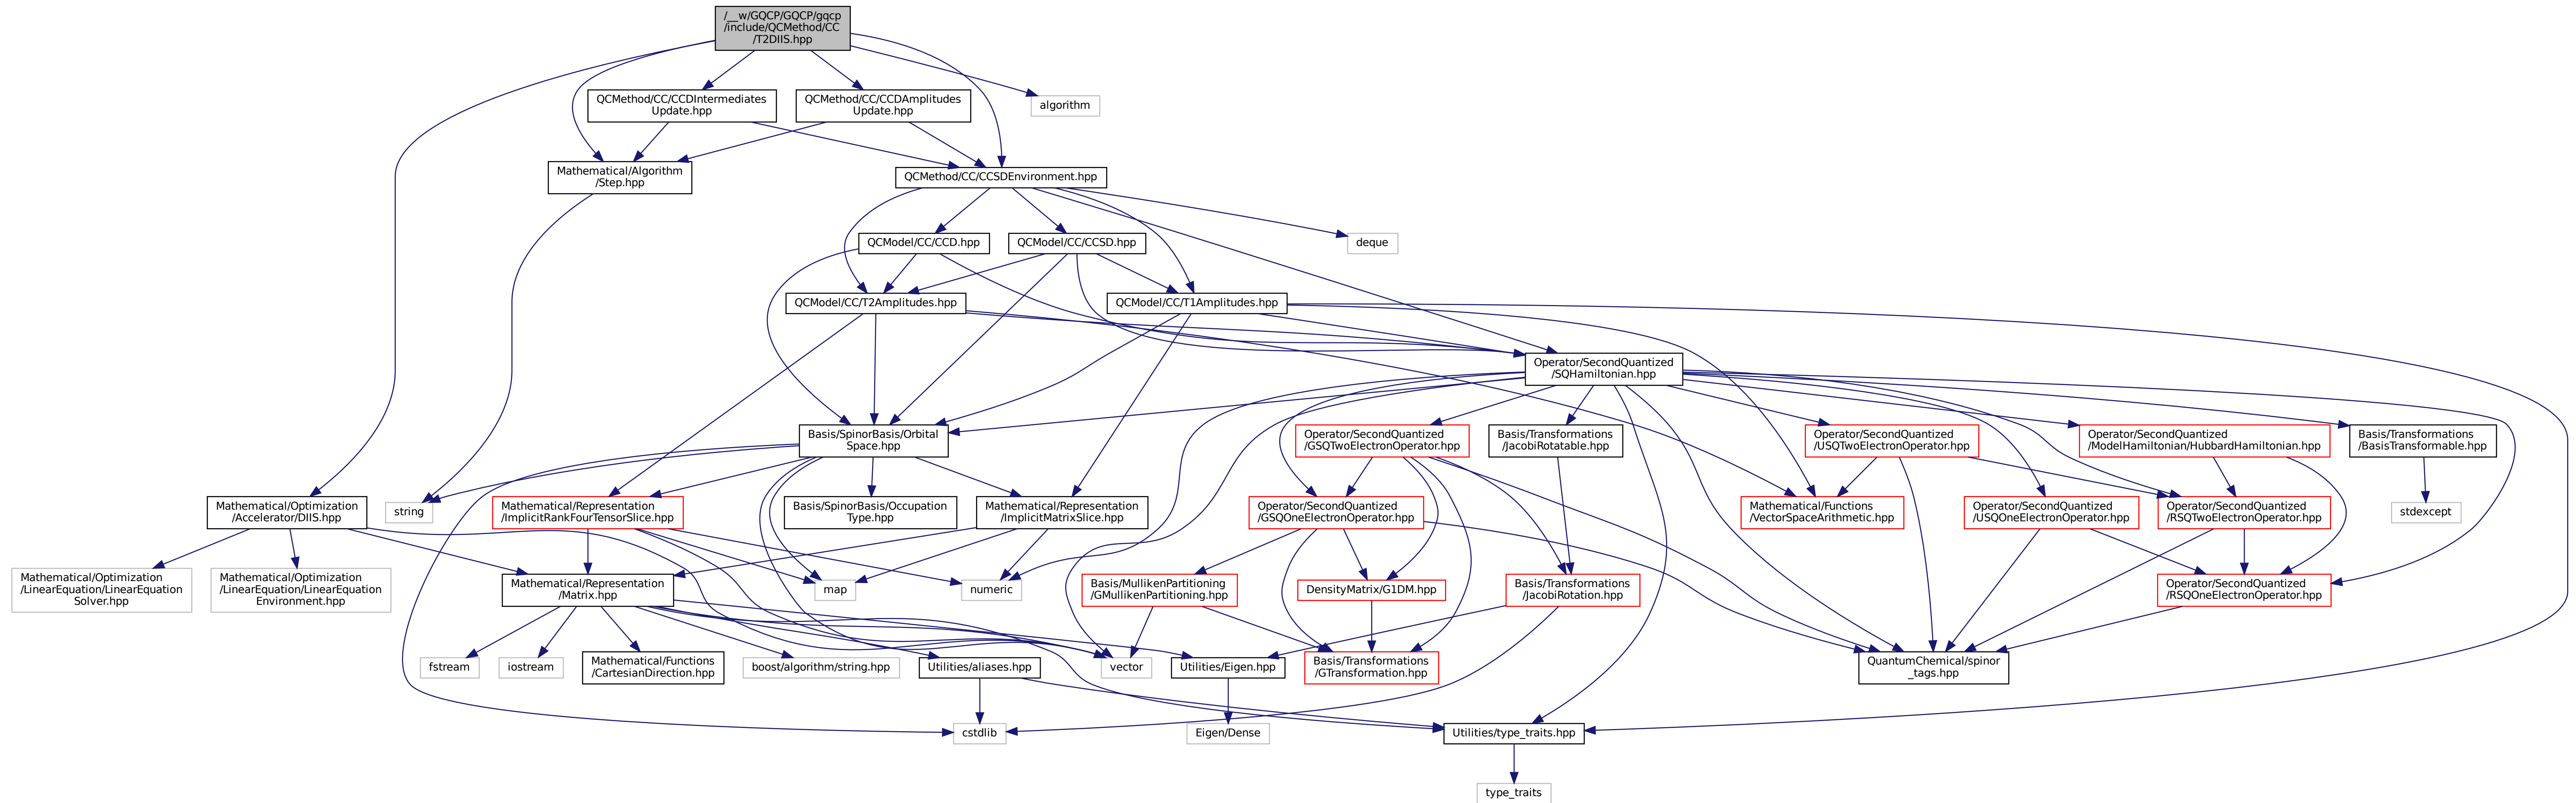 /__w/GQCP/GQCP/gqcp
/include/QCMethod/CC
/T2DIIS.hpp
QCMethod/CC/CCDIntermediates
Update.hpp
QCMethod/CC/CCDAmplitudes
Update.hpp
algorithm
Mathematical/Algorithm
/Step.hpp
QCMethod/CC/CCSDEnvironment.hpp
QCModel/CC/CCD.hpp
QCModel/CC/CCSD.hpp
deque
QCModel/CC/T2Amplitudes.hpp
QCModel/CC/T1Amplitudes.hpp
Operator/SecondQuantized
/SQHamiltonian.hpp
Basis/SpinorBasis/Orbital
Space.hpp
Operator/SecondQuantized
/GSQTwoElectronOperator.hpp
Basis/Transformations
/JacobiRotatable.hpp
Operator/SecondQuantized
/USQTwoElectronOperator.hpp
Operator/SecondQuantized
/ModelHamiltonian/HubbardHamiltonian.hpp
Basis/Transformations
/BasisTransformable.hpp
Mathematical/Optimization
/Accelerator/DIIS.hpp
string
Mathematical/Representation
/ImplicitRankFourTensorSlice.hpp
Basis/SpinorBasis/Occupation
Type.hpp
Mathematical/Representation
/ImplicitMatrixSlice.hpp
Operator/SecondQuantized
/GSQOneElectronOperator.hpp
Mathematical/Functions
/VectorSpaceArithmetic.hpp
Operator/SecondQuantized
/USQOneElectronOperator.hpp
Operator/SecondQuantized
/RSQTwoElectronOperator.hpp
stdexcept
Mathematical/Optimization
/LinearEquation/LinearEquation
Solver.hpp
Mathematical/Optimization
/LinearEquation/LinearEquation
Environment.hpp
Mathematical/Representation
/Matrix.hpp
map
numeric
Basis/MullikenPartitioning
/GMullikenPartitioning.hpp
DensityMatrix/G1DM.hpp
Basis/Transformations
/JacobiRotation.hpp
Operator/SecondQuantized
/RSQOneElectronOperator.hpp
fstream
iostream
Mathematical/Functions
/CartesianDirection.hpp
boost/algorithm/string.hpp
Utilities/aliases.hpp
vector
Utilities/Eigen.hpp
Basis/Transformations
/GTransformation.hpp
QuantumChemical/spinor
_tags.hpp
cstdlib
Eigen/Dense
Utilities/type_traits.hpp
type_traits